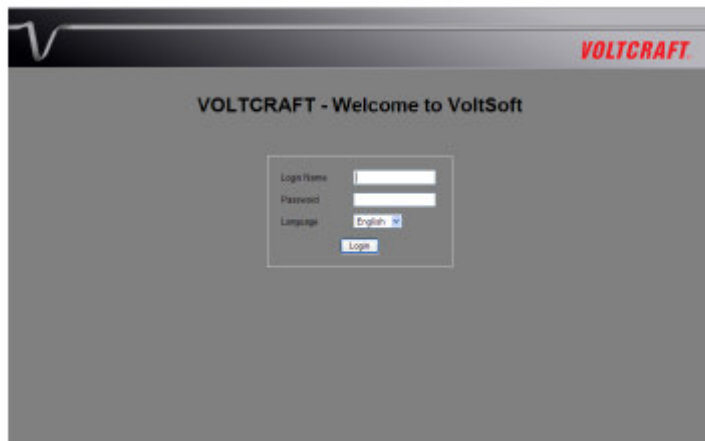 VOLTCRAFT.
VOLTCRAFT - Welcome to VoltSoft
Login Name
Password
Language English
Login